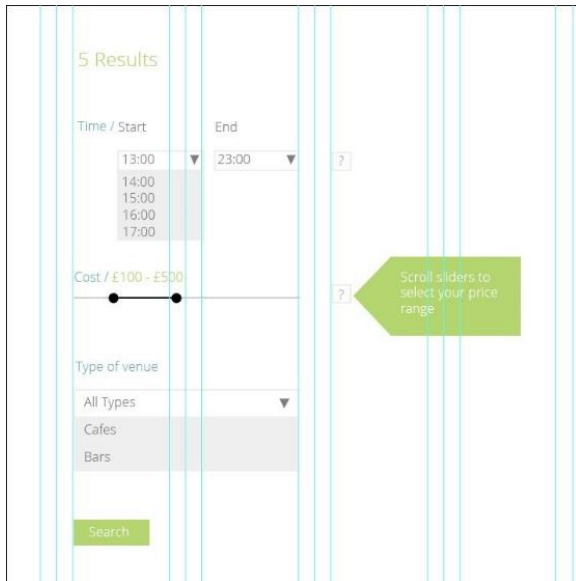 5 Results
Time / Start End
13:00 ▼ 23:00 ▼ ?
14:00
15:00
16:00
17:00
Cost / £100 - £500
? Scroll sliders to
select your price
range
Type of venue
All Types ▼
Cafes
Bars
Search